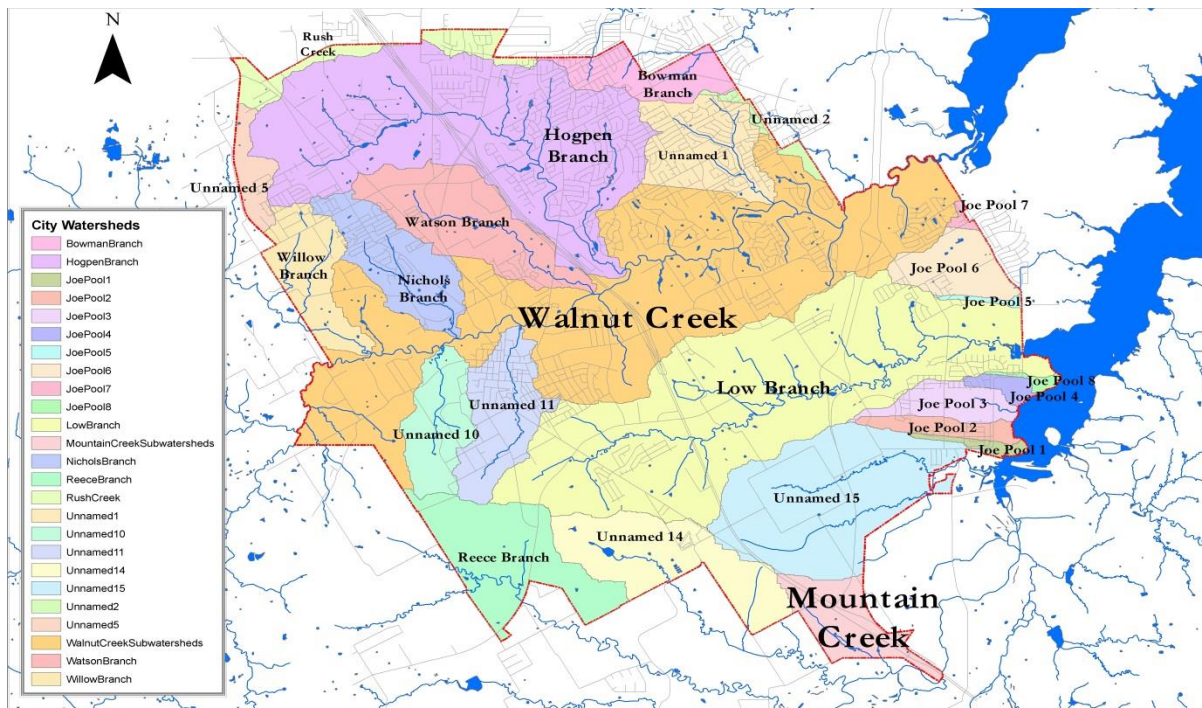 N
Rush
Creek
Bowman
Branch
Unnamed 2
Hogpen
Branch
Unnamed 1
Unnamed 5
Watson Branch
Joe Pool 7
Willow
Branch
Nichols
Branch
Joe Pool 6
Joe Pool 5
Walnut Creek
Low Branch
Joe Pool 8
Joe Pool 4
Joe Pool 3
Unnamed 11
Joe Pool 2
Unnamed 10
Joe Pool 1
Unnamed 15
Unnamed 14
Reece Branch
Mountain
Creek
City Watersheds
BowmanBranch
HogpenBranch
JoePool1
JoePool2
JoePool3
JoePool4
JoePool5
JoePool6
JoePool7
JoePool8
LowBranch
MountainCreekSubwatersheds
NicholsBranch
ReeceBranch
RushCreek
Unnamed1
Unnamed10
Unnamed11
Unnamed14
Unnamed15
Unnamed2
Unnamed5
WalnutCreekSubwatersheds
WatsonBranch
WillowBranch